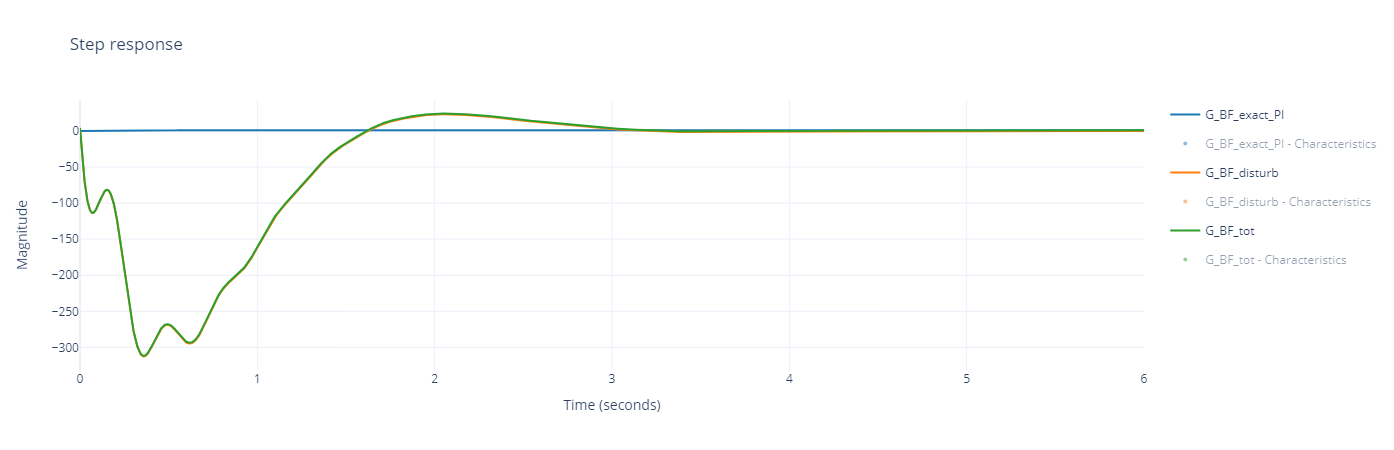 Step response
Magnitude
0
−50
−100
−150
−200
−250
−300
0 1 2 3 4 5 6
Time (seconds)
G_BF_exact_PI
G_BF_exact_PI - Characteristics
G_BF_disturb
G_BF_disturb - Characteristics
G_BF_tot
G_BF_tot - Characteristics